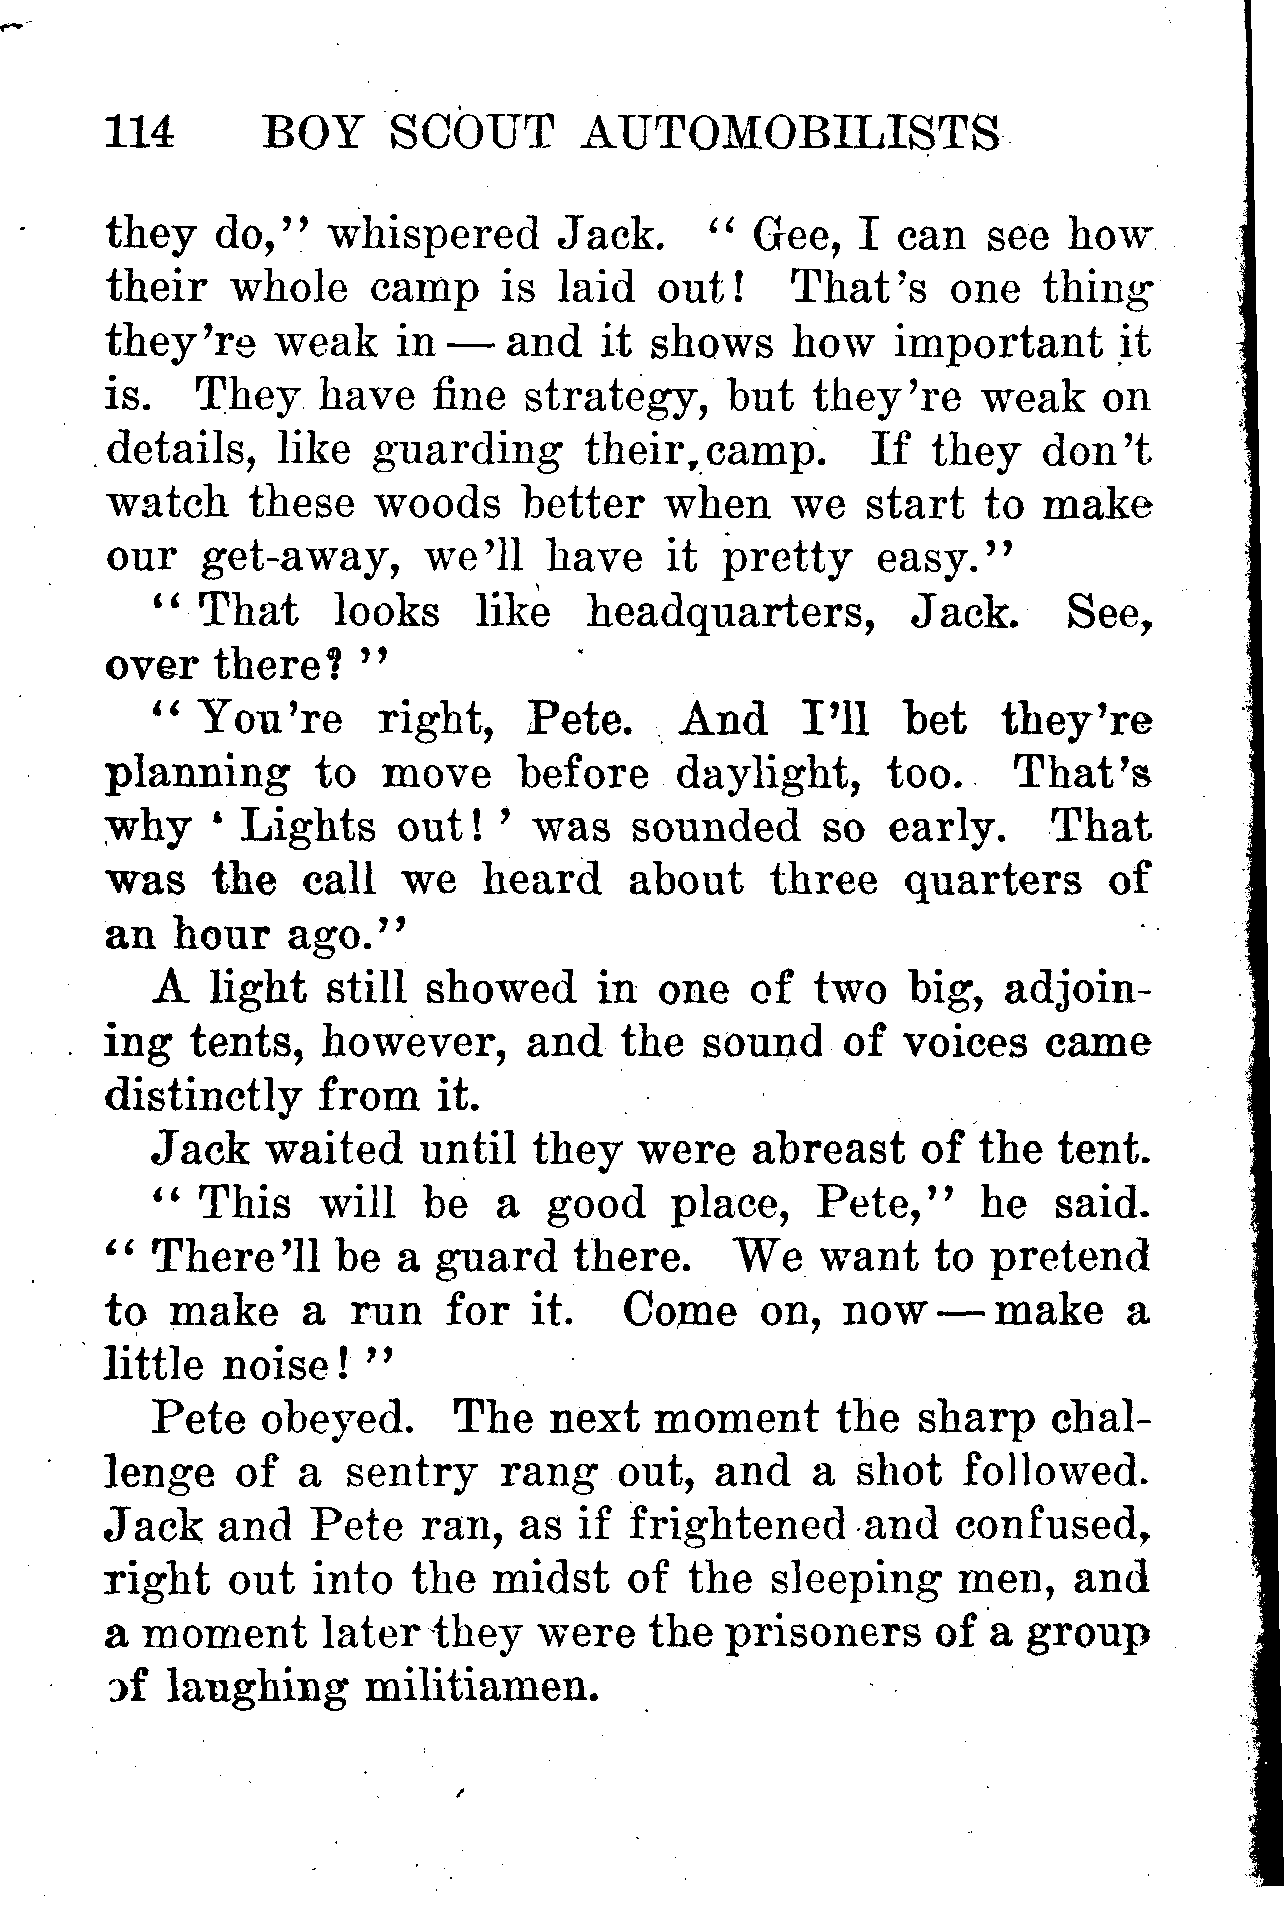 114 BOY SCOUT AUTOMOBILISTS
they do,” whispered Jack. “ Gee, I can see how
their whole camp is laid out! That’s one thing
they’re weak in — and it shows how important it
is. They have fine strategy, but they’re weak on
details, like guarding their camp. If they don’t
watch these woods better when we start to make
our get-away, we’ll have it pretty easy.”
“ That looks like headquarters, Jack. See,
over there? ”
“ You’re right, Pete. And I’ll bet they’re
planning to move before daylight, too. That’s
why ‘ Lights out! ’ was sounded so early. That
was the call we heard about three quarters of
an hour ago.”
A light still showed in one of two big, adjoin-
ing tents, however, and the sound of voices came
distinctly from it.
Jack waited until they were abreast of the tent.
“ This will be a good place, Pete,” he said.
“ There’ll be a guard there. We want to pretend
to make a run for it. Come on, now — make a
little noise! ”
Pete obeyed. The next moment the sharp chal-
lenge of a sentry rang out, and a shot followed.
Jack and Pete ran, as if frightened and confused,
right out into the midst of the sleeping men, and
a moment later they were the prisoners of a group
of laughing militiamen.